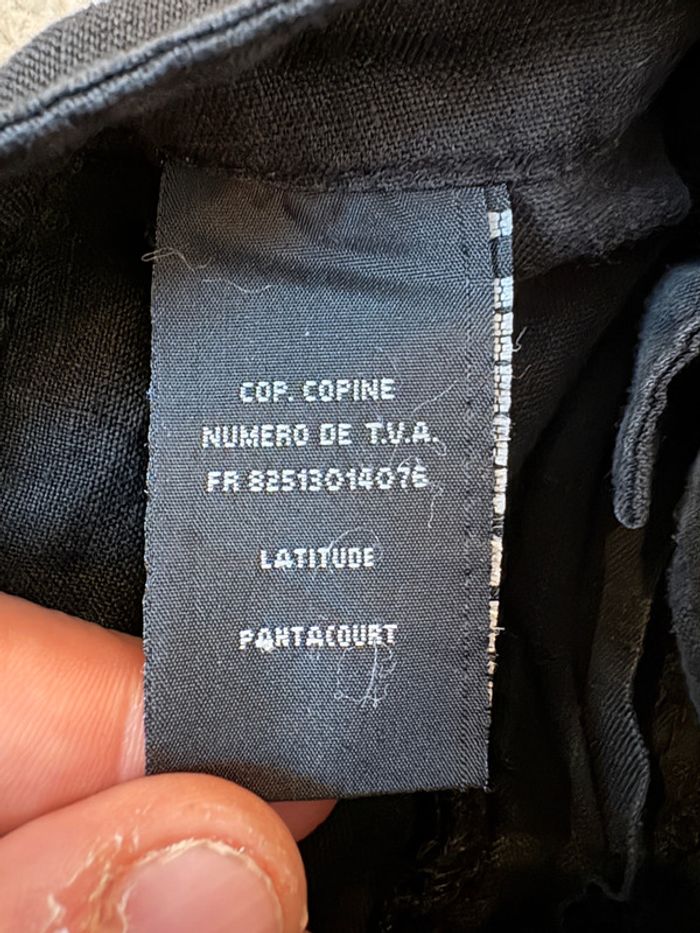 COP. COPINE
NUMERO DE T.V.A.
FR 82513014076
LATITUDE
PANTACOURT